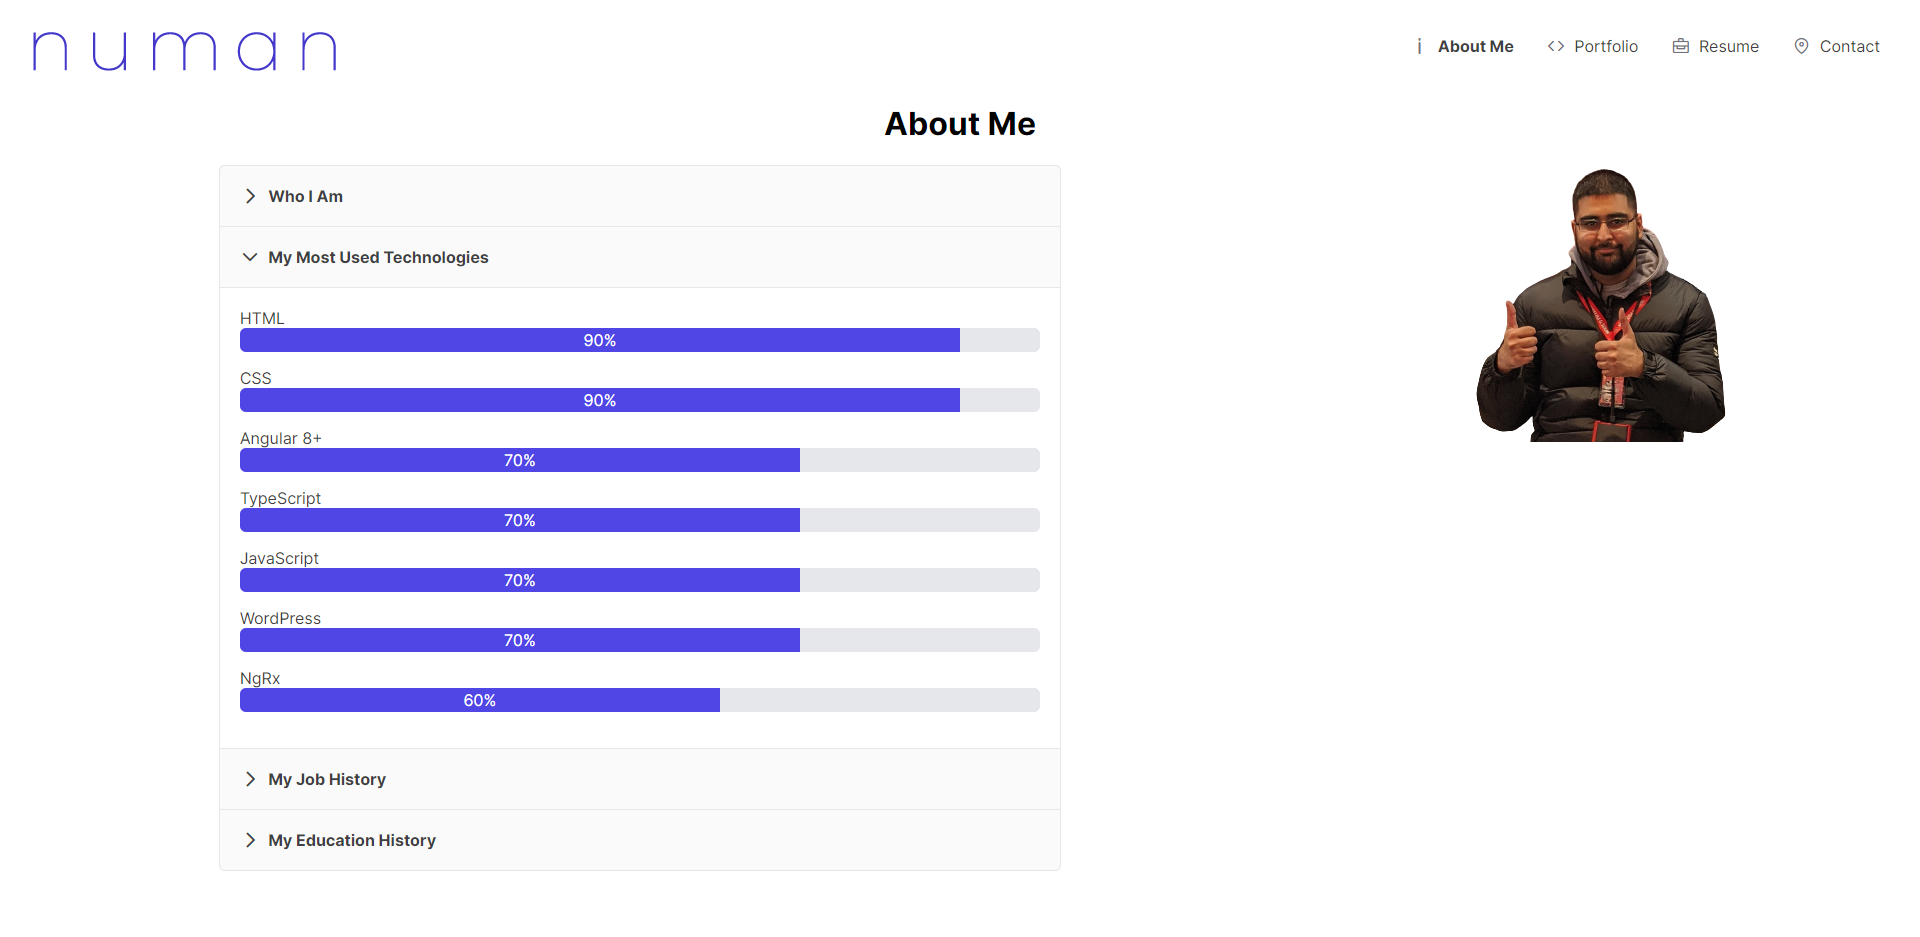 numan
About Me
Portfolio
Resume
Contact
About Me
Who I Am
My Most Used Technologies
HTML
90%
CSS
90%
Angular 8+
70%
TypeScript
70%
JavaScript
70%
WordPress
70%
NgRx
60%
My Job History
My Education History